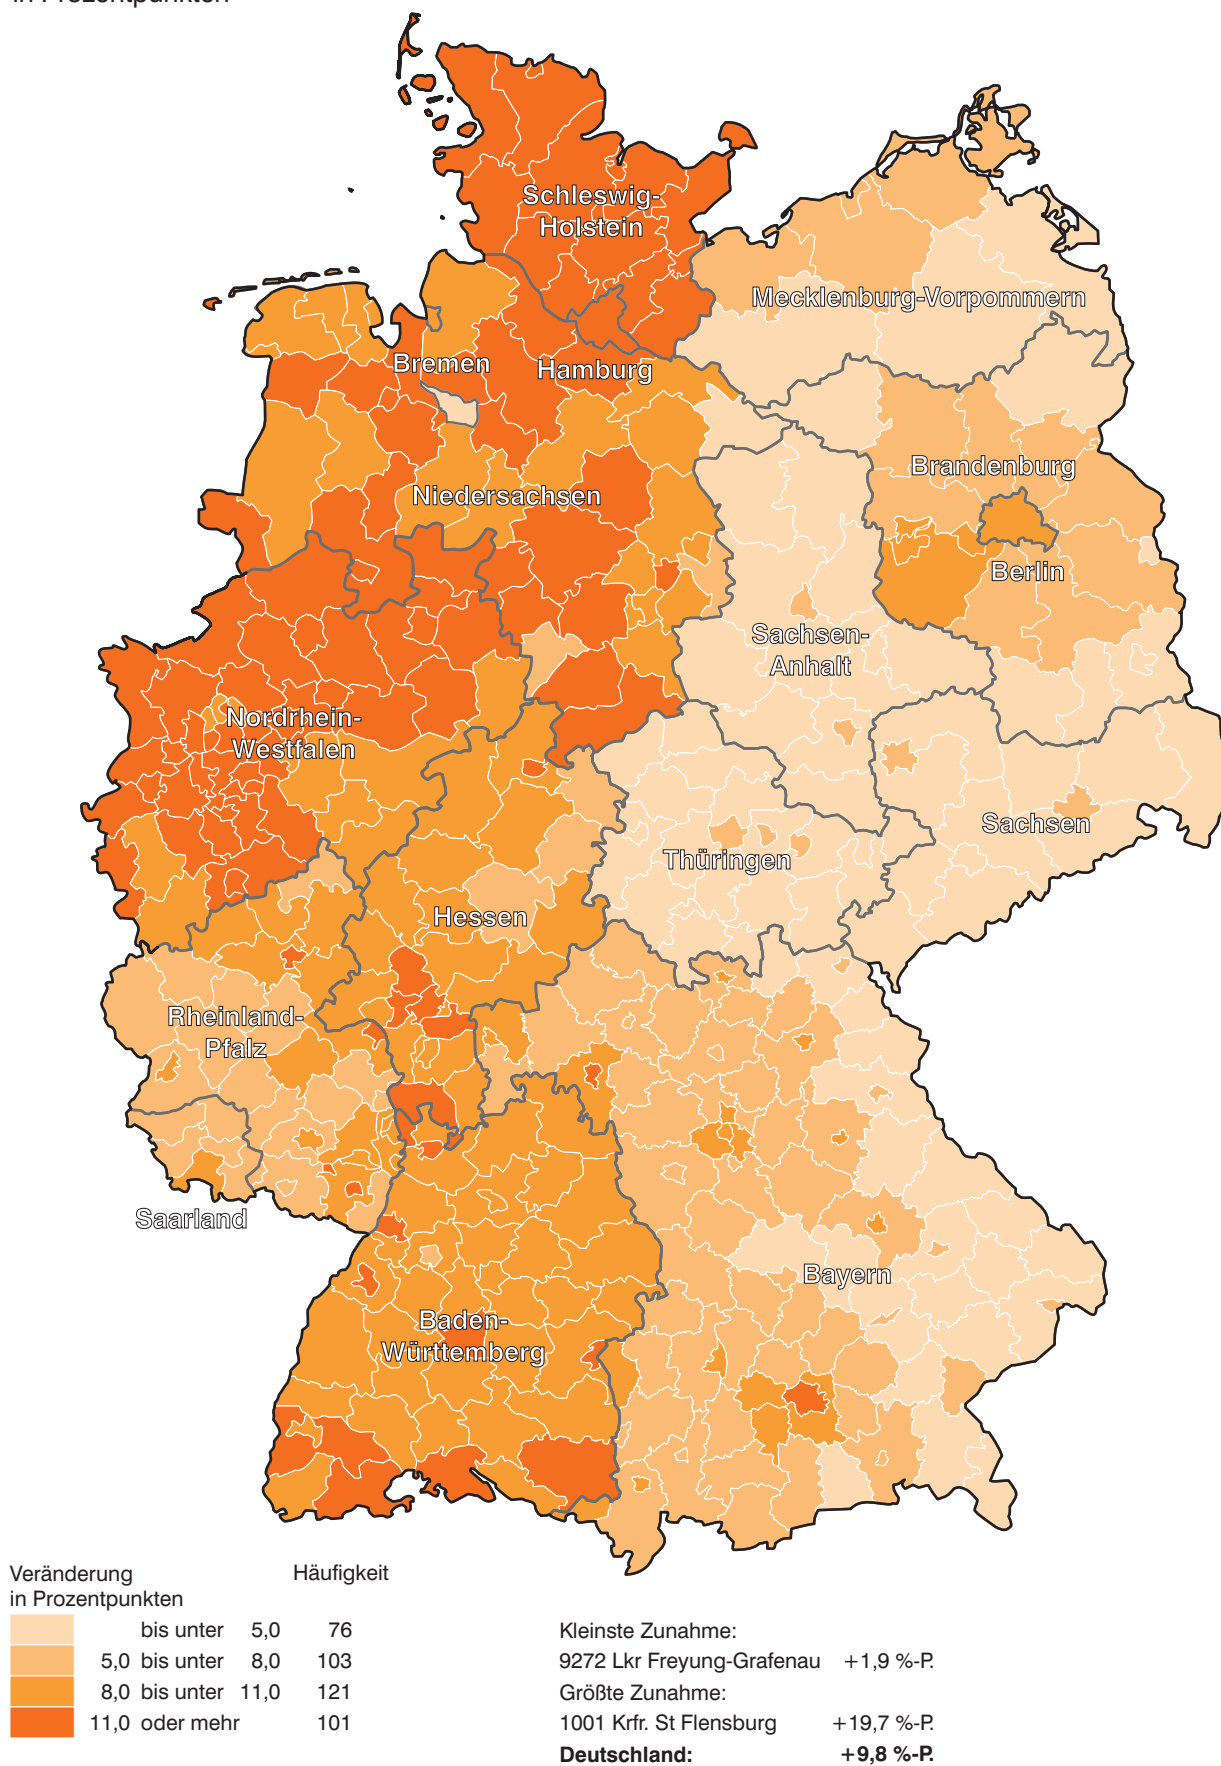 in Prozentpunkten
Schleswig-
Holstein
Mecklenburg-Vorpommern
Bremen
Hamburg
Brandenburg
Niedersachsen
Berlin
Sachsen-
Anhalt
Nordrhein-
Westfalen
Sachsen
Thüringen
Hessen
Rheinland-
Pfalz
Saarland
Bayern
Baden-
Württemberg
Veränderung
in Prozentpunkten
Häufigkeit
bis unter 5,0 76
5,0 bis unter 8,0 103
8,0 bis unter 11,0 121
11,0 oder mehr 101
Kleinste Zunahme:
9272 Lkr Freyung-Grafenau +1,9 %-P.
Größte Zunahme:
1001 Krfr. St Flensburg +19,7 %-P.
Deutschland: +9,8 %-P.